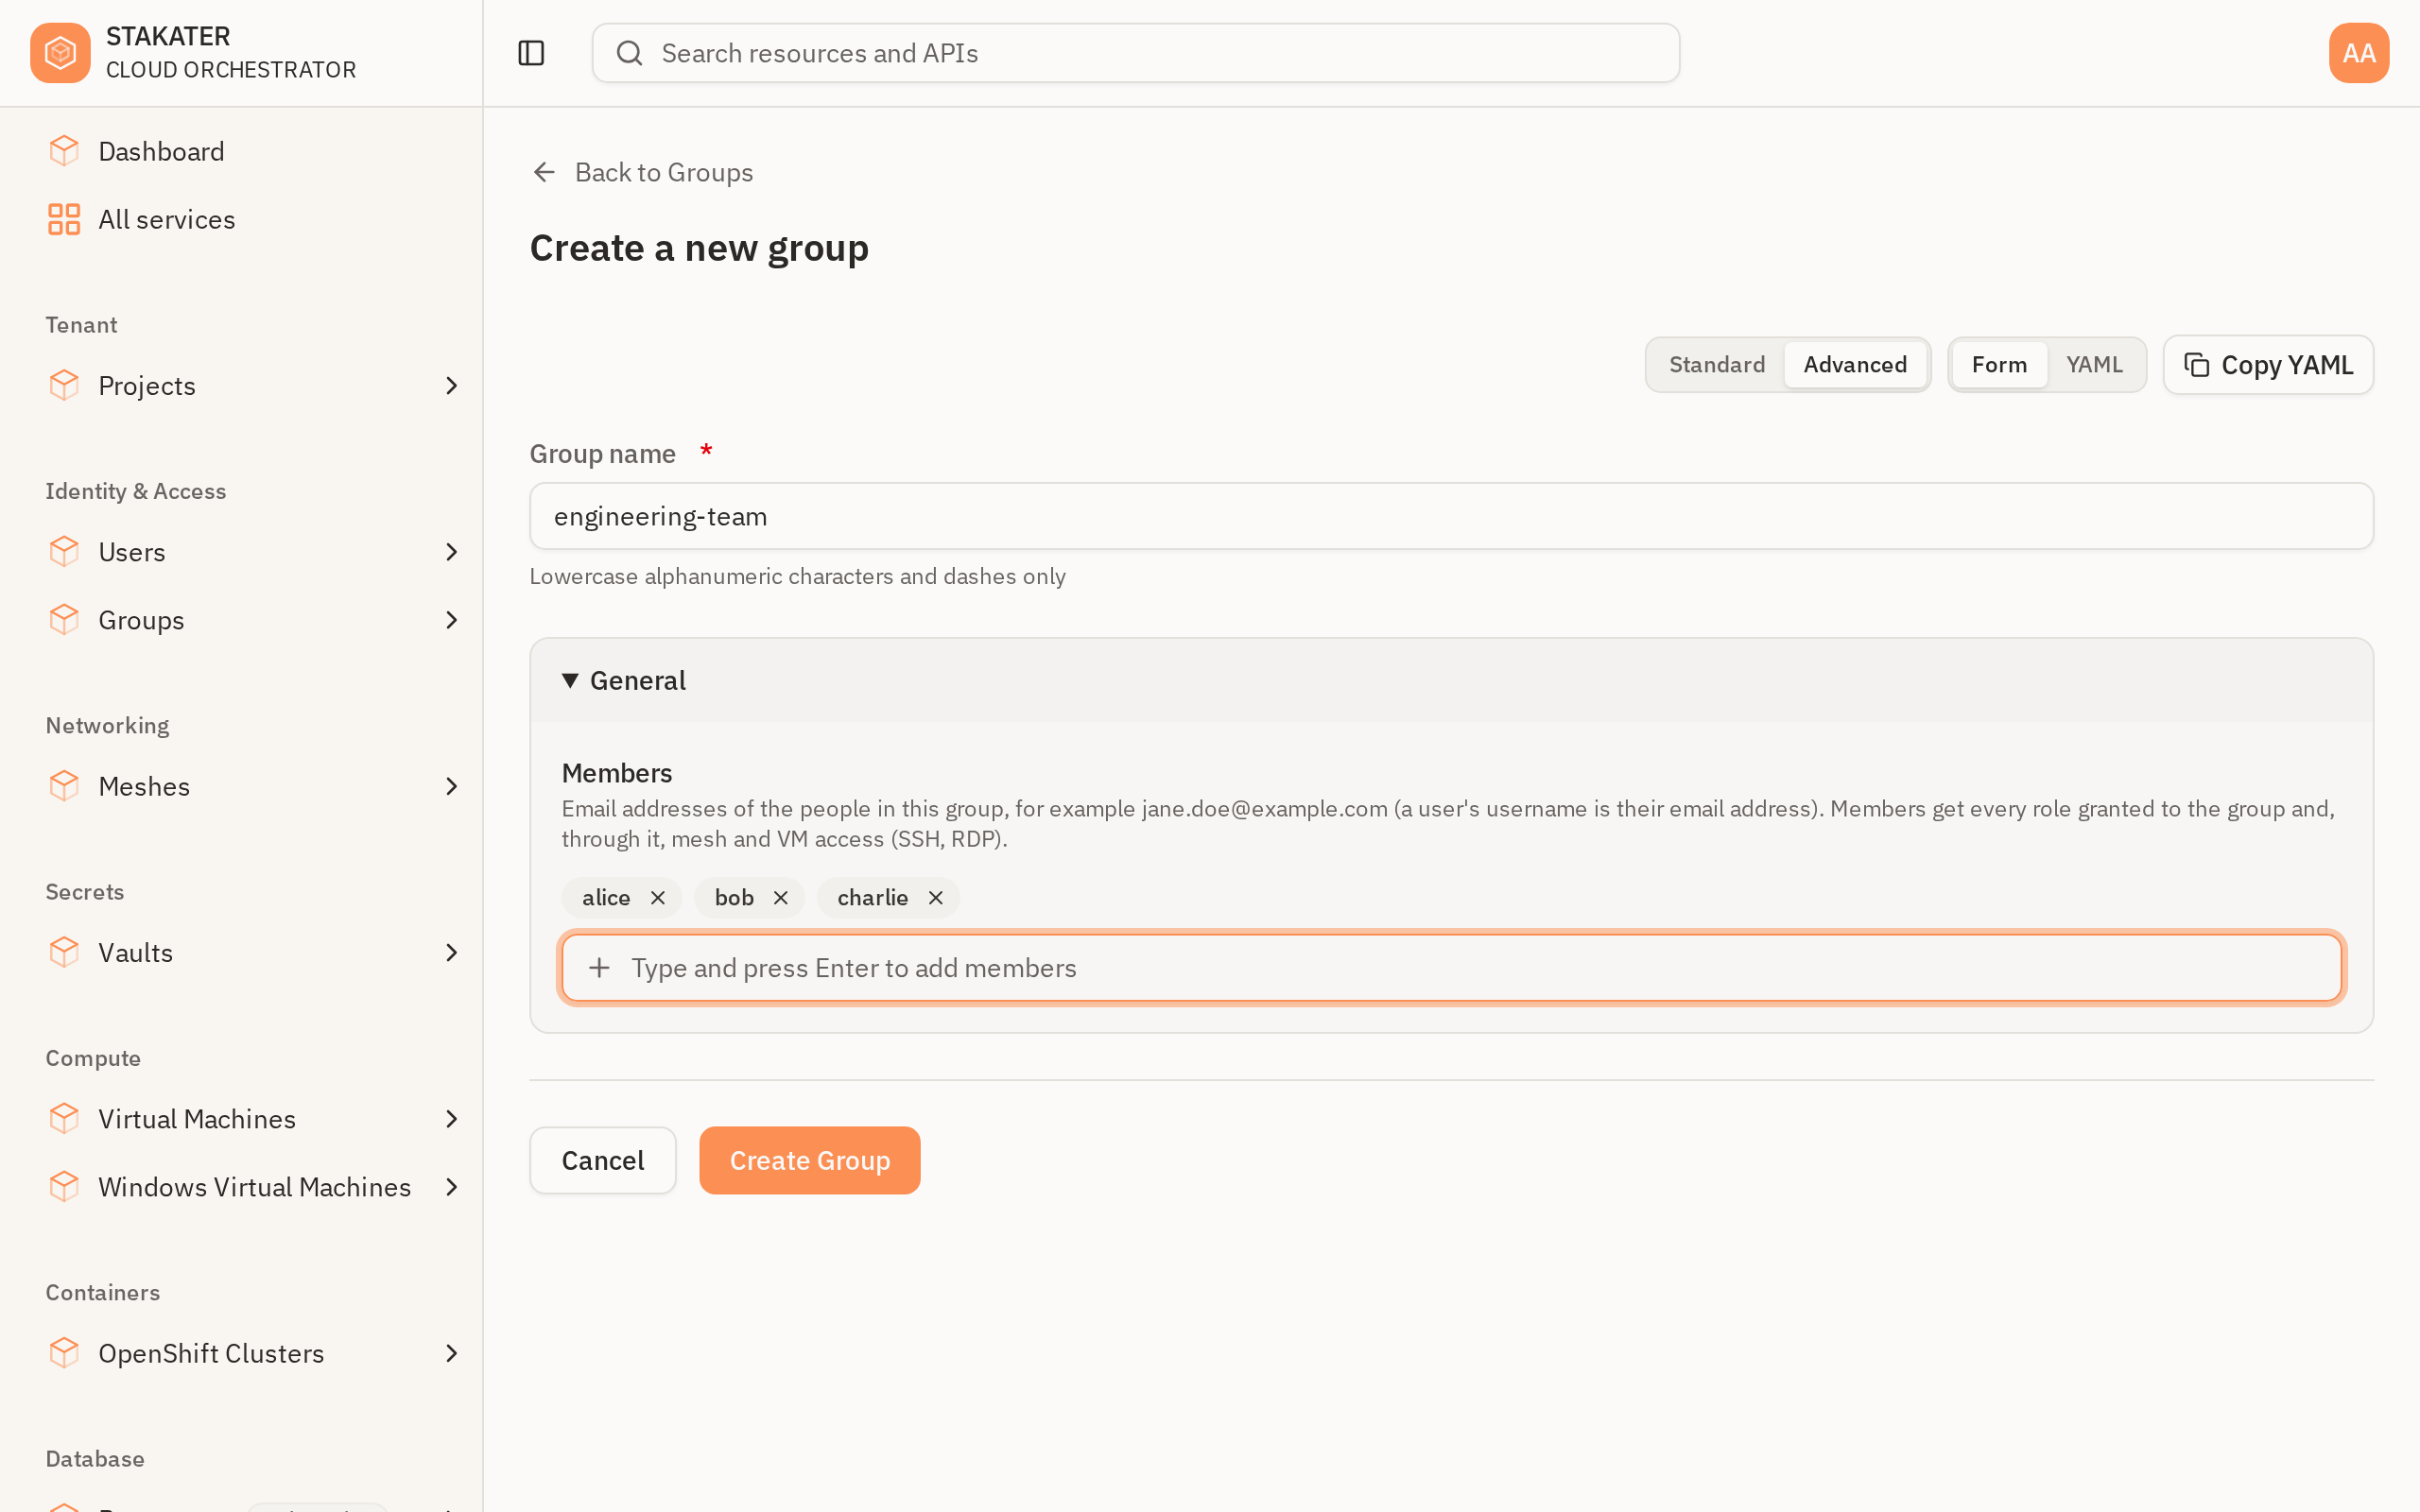 STAKATER
CLOUD ORCHESTRATOR
Search resources and APIs
AA
Dashboard
All services
Tenant
Projects
Identity & Access
Users
Groups
Networking
Meshes
Secrets
Vaults
Compute
Virtual Machines
Windows Virtual Machines
Containers
OpenShift Clusters
Database
Back to Groups
Create a new group
Standard
Advanced
Form
YAML
Copy YAML
Group name *
engineering-team
Lowercase alphanumeric characters and dashes only
General
Members
Email addresses of the people in this group, for example jane.doe@example.com (a user's username is their email address). Members get every role granted to the group and,
through it, mesh and VM access (SSH, RDP).
alice
bob
charlie
Type and press Enter to add members
Cancel
Create Group